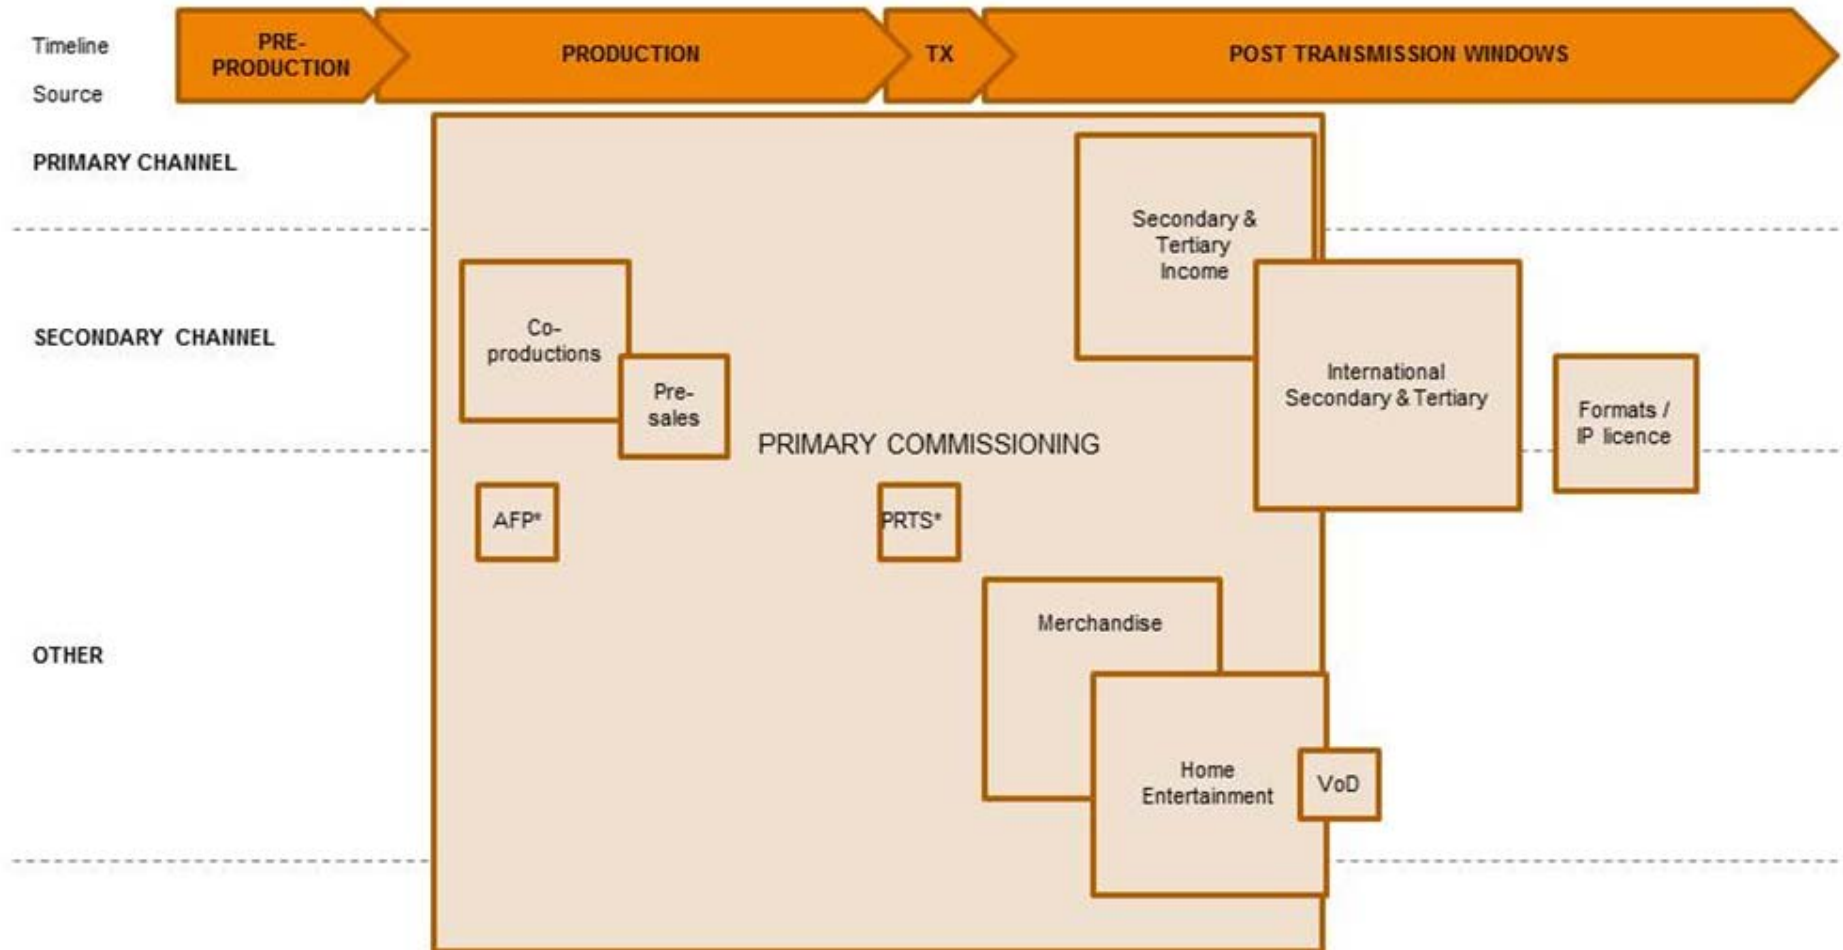 Timeline
PRE-
PRODUCTION
PRODUCTION
TX
POST TRANSMISSION WINDOWS
Source
PRIMARY CHANNEL
Secondary &
Tertiary
Income
SECONDARY CHANNEL
Co-
productions
Pre-
sales
International
Secondary & Tertiary
Formats /
IP licence
PRIMARY COMMISSIONING
AFP*
PRTS*
Merchandise
OTHER
Home
Entertainment
VoD